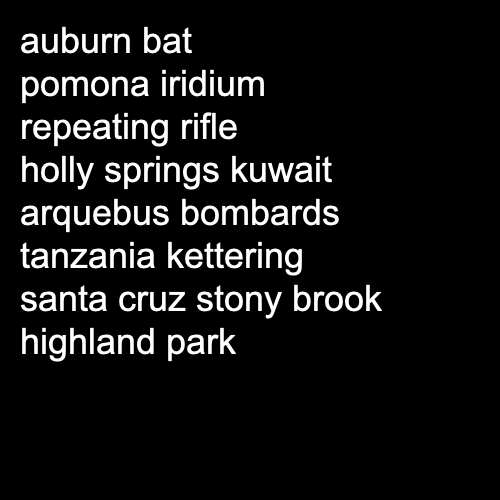 auburn bat
pomona iridium
repeating rifle
holly springs kuwait
arquebus bombards
tanzania kettering
santa cruz stony brook
highland park